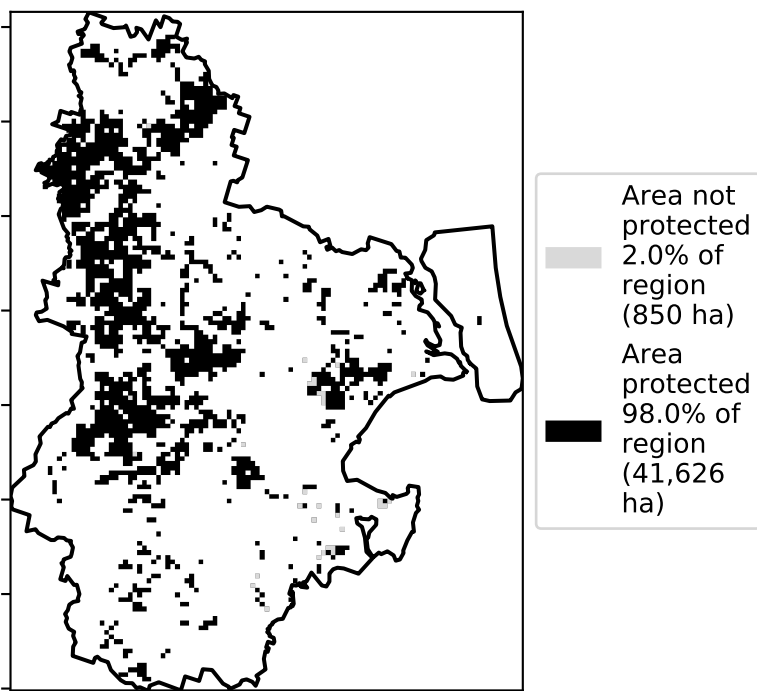 Area not
protected
2.0% of
region
(850 ha)
Area
protected
98.0% of
region
(41,626
ha)